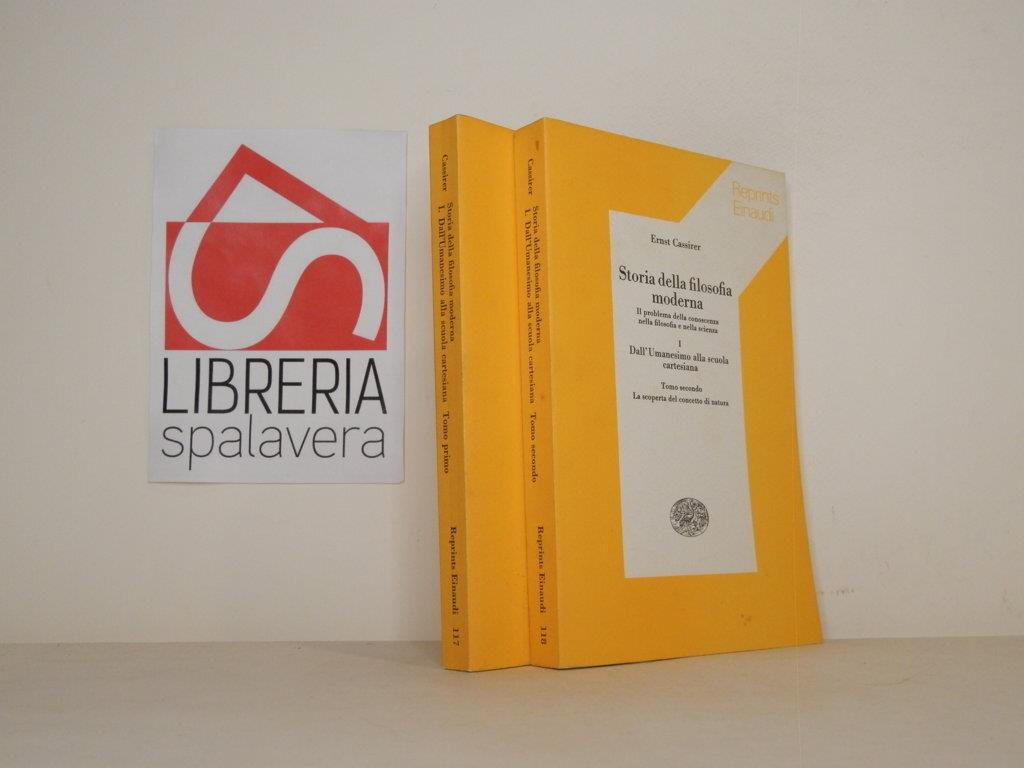 LIBRERIA
spalavera
Cassirer Storia della filosofia moderna
I. Dall'Umanesimo alla scuola cartesiana Tomo primo
Reprints Einaudi 117
Cassirer Storia della filosofia moderna
I. Dall'Umanesimo alla scuola cartesiana Tomo secondo
Reprints Einaudi 118
Reprints
Einaudi
Ernst Cassirer
Storia della filosofia
moderna
Il problema della conoscenza
nella filosofia e nella scienza
I
Dall'Umanesimo alla scuola
cartesiana
Tomo secondo
La scoperta del concetto di natura